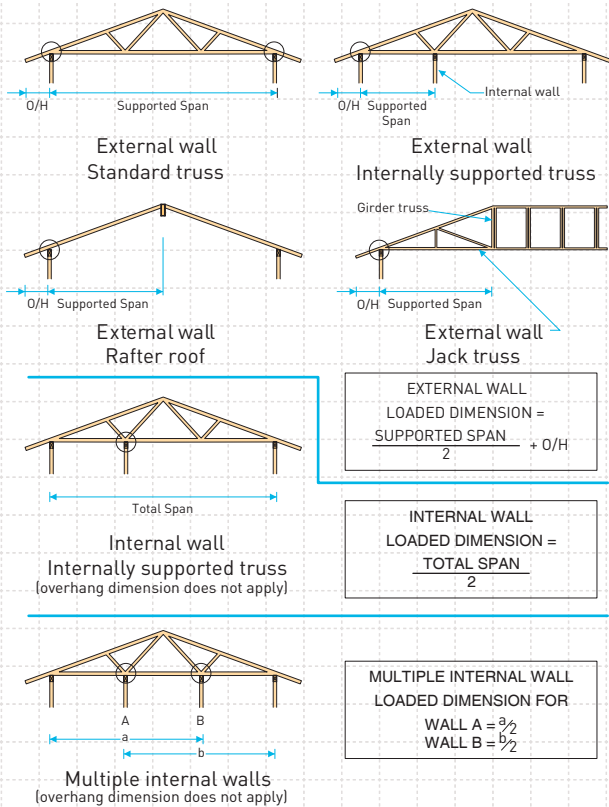 O/H Supported Span
External wall
Standard truss
Internal wall
O/H Supported
Span
External wall
Internally supported truss
O/H Supported Span
External wall
Rafter roof
Girder truss
O/H Supported Span
External wall
Jack truss
EXTERNAL WALL
LOADED DIMENSION =
SUPPORTED SPAN
2
+ O/H
Total Span
Internal wall
Internally supported truss
(overhang dimension does not apply)
INTERNAL WALL
LOADED DIMENSION =
TOTAL SPAN
2
A B
a
b
Multiple internal walls
(overhang dimension does not apply)
MULTIPLE INTERNAL WALL
LOADED DIMENSION FOR
WALL A = a/2
WALL B = b/2